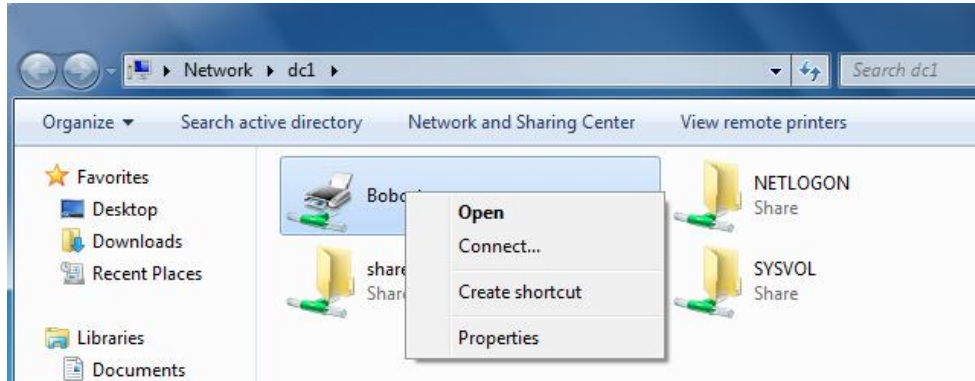 Network ▸ dc1 ▸
Search dc1
Organize ▾ Search active directory Network and Sharing Center View remote printers
Favorites
Desktop
Downloads
Recent Places
Libraries
Documents
NETLOGON
Share
SYSVOL
Share
Open
Connect...
Create shortcut
Properties